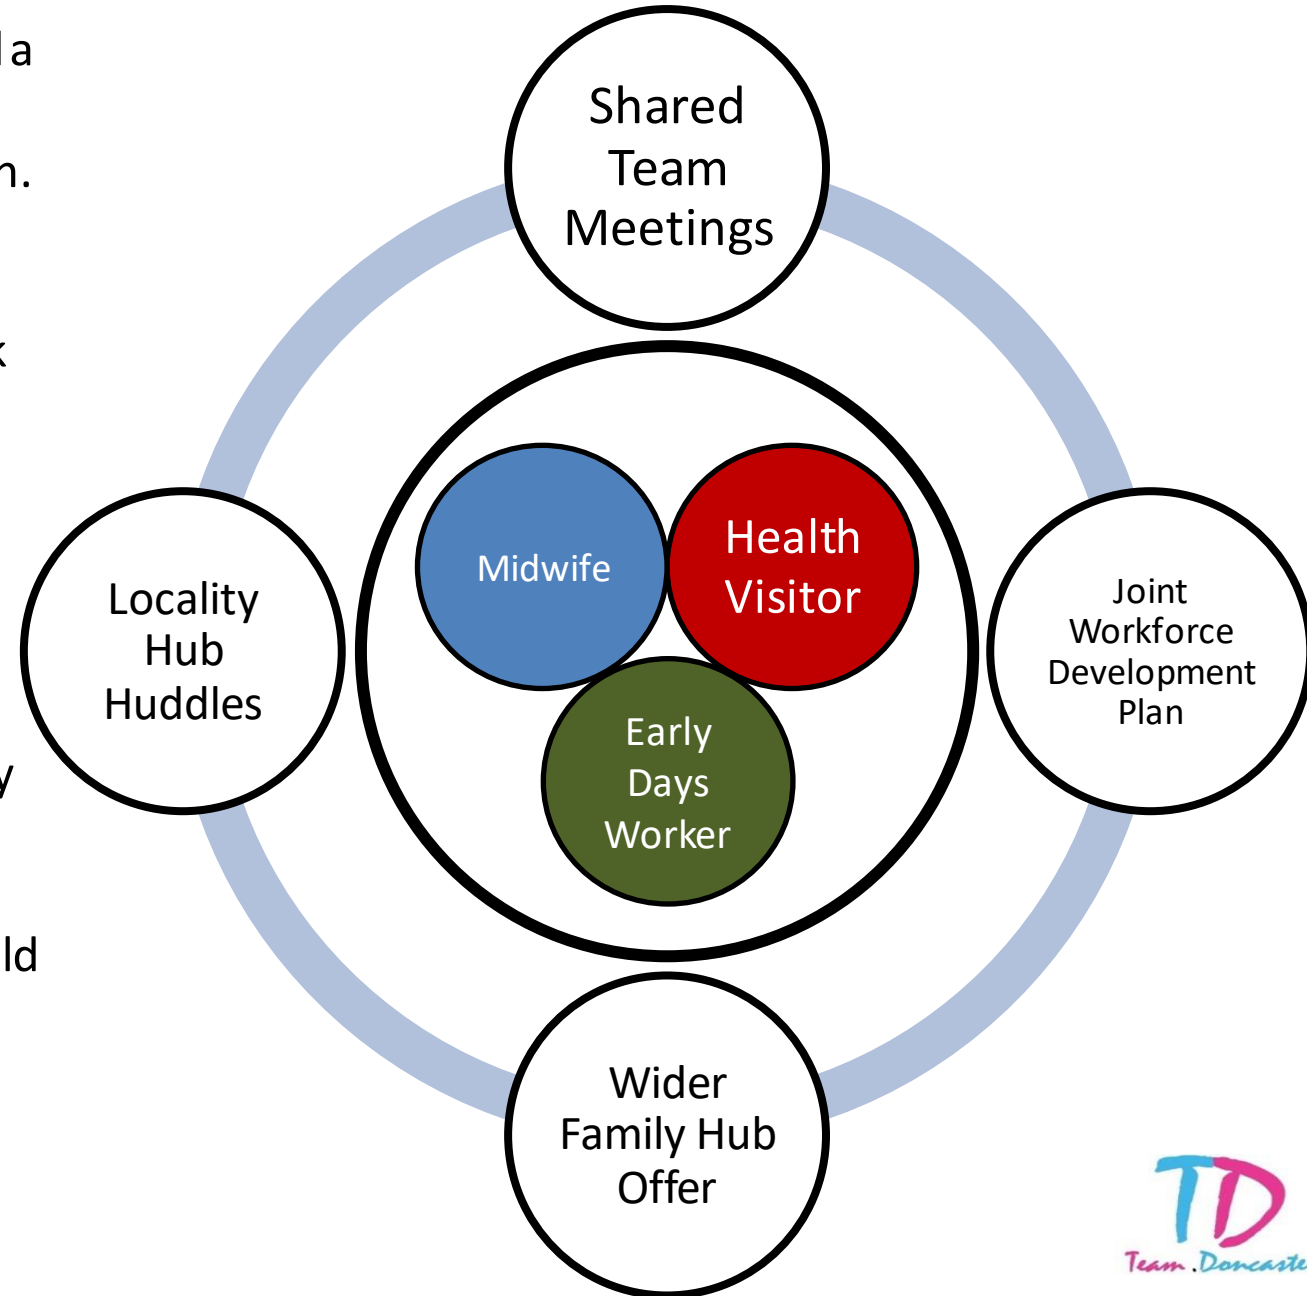 a
Shared
Team
Meetings
Midwife
Health
Visitor
Locality
Hub
Huddles
Joint
Workforce
Development
Plan
Early
Days
Worker
Wider
Family Hub
Offer
TD
Team.Doncaste